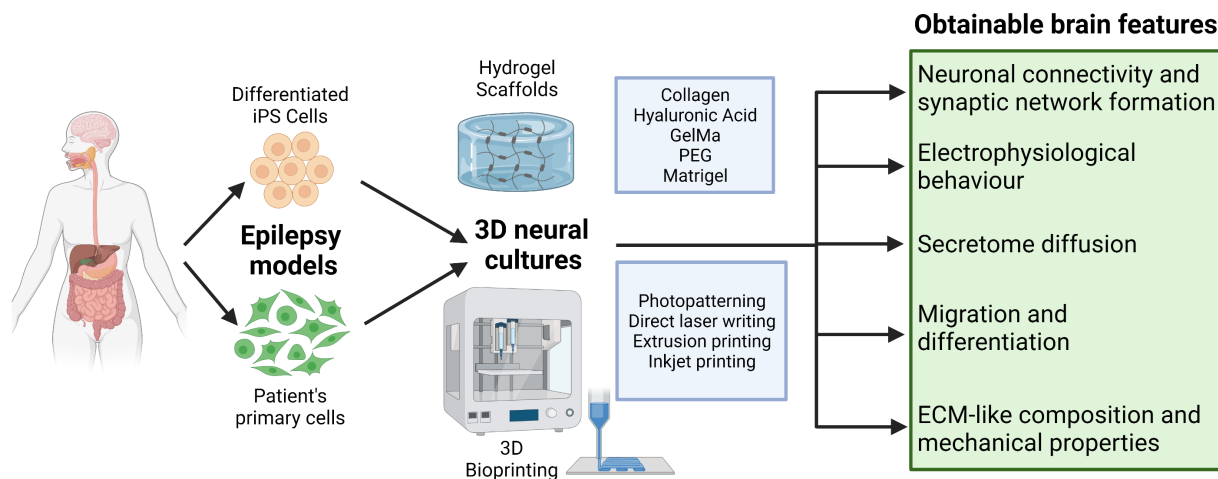 Differentiated
iPS Cells
Epilepsy
models
Patient's
primary cells
Hydrogel
Scaffolds
3D neural
cultures
3D
Bioprinting
Collagen
Hyaluronic Acid
GelMa
PEG
Matrigel
Photopatterning
Direct laser writing
Extrusion printing
Inkjet printing
Obtainable brain features
Neuronal connectivity and
synaptic network formation
Electrophysiological
behaviour
Secretome diffusion
Migration and
differentiation
ECM-like composition and
mechanical properties